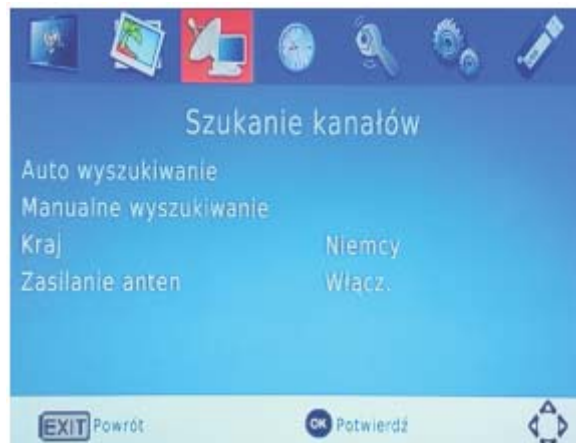 Szukanie kanałów
Auto wyszukiwanie
Manualne wyszukiwanie
Kraj Niemcy
Zasilanie anten Włącz.
EXIT Powrót OK Potwierdź